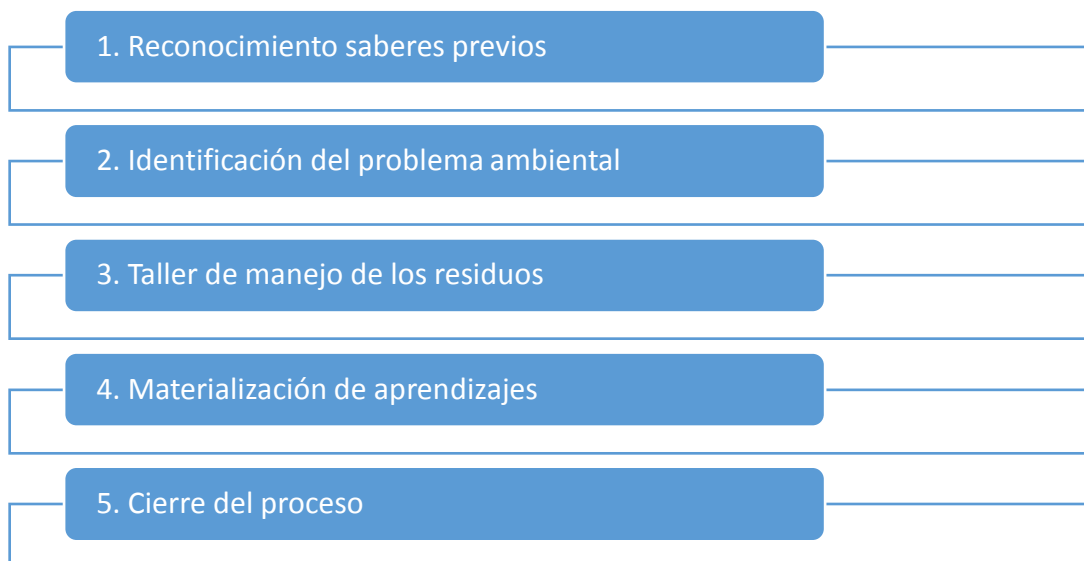 1. Reconocimiento saberes previos
2. Identificación del problema ambiental
3. Taller de manejo de los residuos
4. Materialización de aprendizajes
5. Cierre del proceso